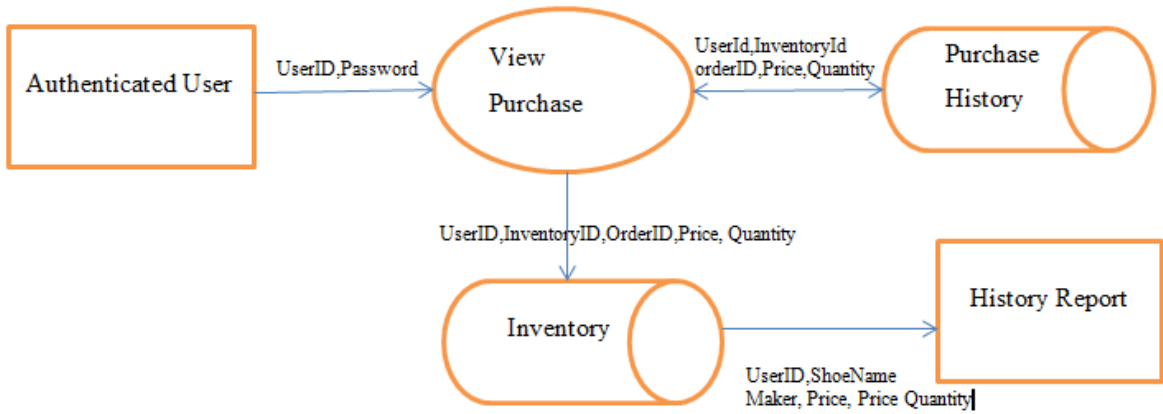 Authenticated User
UserID,Password
View
Purchase
UserId,InventoryId
orderID,Price,Quantity
Purchase
History
UserID,InventoryID,OrderID,Price, Quantity
Inventory
History Report
UserID,ShoeName
Maker, Price, Price Quantity